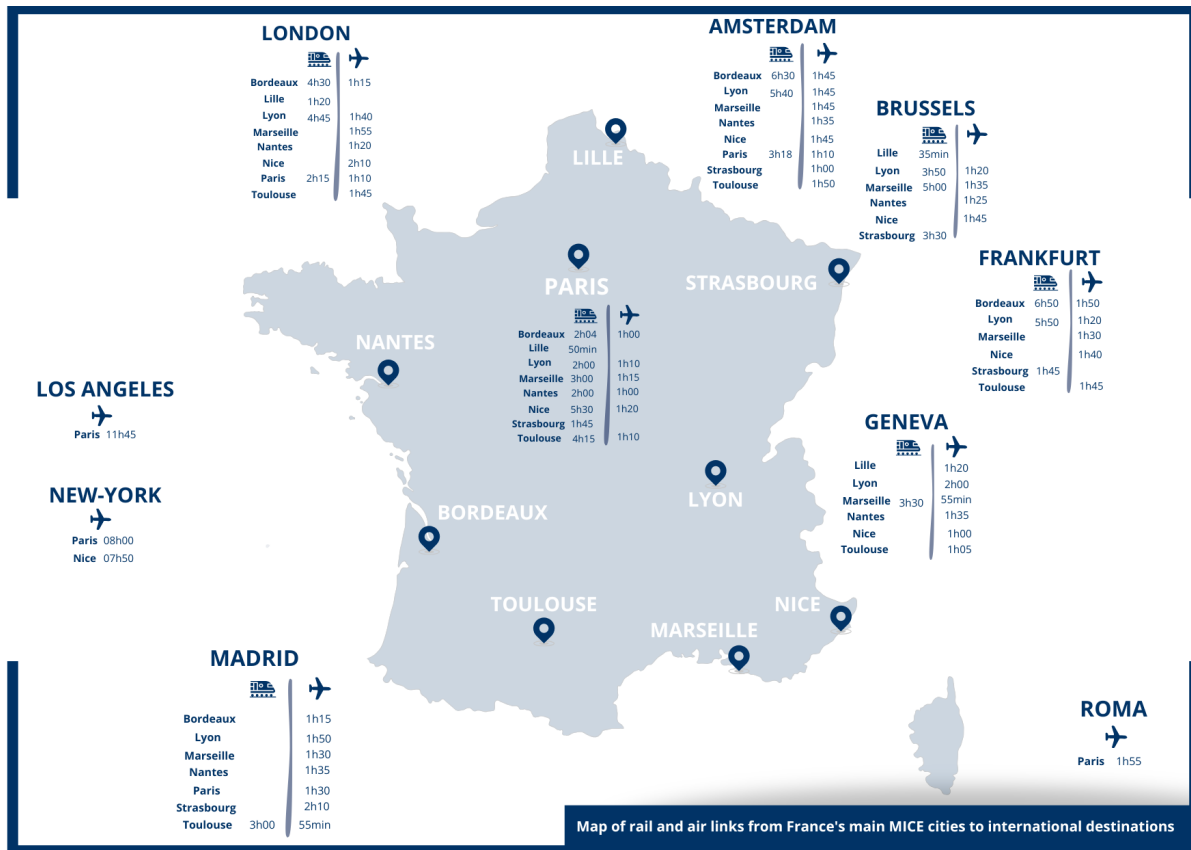 LONDON
Bordeaux 4h30 1h15
Lille 1h20
Lyon 4h45 1h40
Marseille 1h55
Nantes 1h20
Nice 2h10
Paris 2h15 1h10
Toulouse 1h45
AMSTERDAM
Bordeaux 6h30 1h45
Lyon 5h40 1h45
Marseille 1h45
Nantes 1h35
Nice 1h45
Paris 3h18 1h10
Strasbourg 1h00
Toulouse 1h50
BRUSSELS
Lille 35min
Lyon 3h50 1h20
Marseille 5h00 1h35
Nantes 1h25
Nice 1h45
Strasbourg 3h30
FRANKFURT
Bordeaux 6h50 1h50
Lyon 5h50 1h20
Marseille 1h30
Nice 1h40
Strasbourg 1h45
Toulouse 1h45
LILLE
PARIS
Bordeaux 2h04 1h00
Lille 50min
Lyon 2h00 1h10
Marseille 3h00 1h15
Nantes 2h00 1h00
Nice 5h30 1h20
Strasbourg 1h45
Toulouse 4h15 1h10
STRASBOURG
NANTES
LOS ANGELES
Paris 11h45
NEW-YORK
Paris 08h00
Nice 07h50
GENEVA
Lille 1h20
Lyon 2h00
Marseille 3h30 55min
Nantes 1h35
Nice 1h00
Toulouse 1h05
LYON
BORDEAUX
TOULOUSE
NICE
MARSEILLE
MADRID
Bordeaux 1h15
Lyon 1h50
Marseille 1h30
Nantes 1h35
Paris 1h30
Strasbourg 2h10
Toulouse 3h00 55min
ROMA
Paris 1h55
Map of rail and air links from France's main MICE cities to international destinations